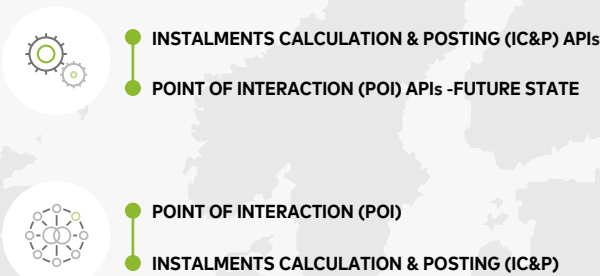 INSTALMENTS CALCULATION & POSTING (IC&P) APIs
POINT OF INTERACTION (POI) APIs -FUTURE STATE
POINT OF INTERACTION (POI)
INSTALMENTS CALCULATION & POSTING (IC&P)